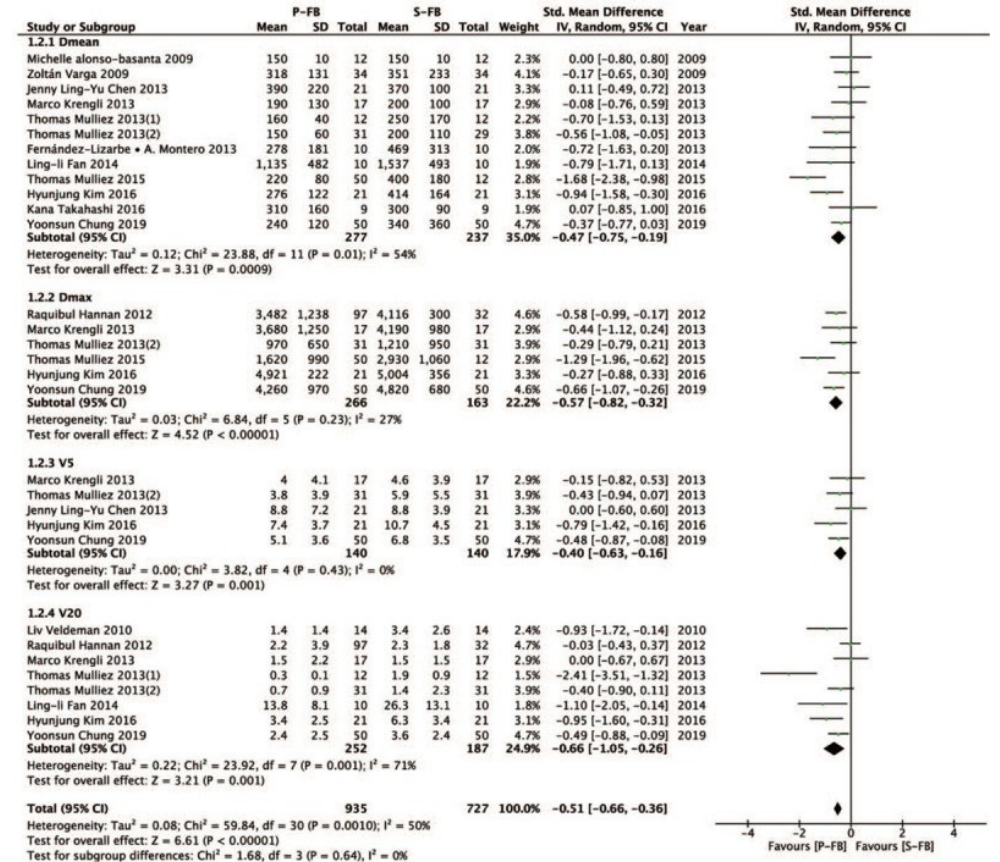 P-FB S-FB Std. Mean Difference Std. Mean Difference
Study or Subgroup Mean SD Total Mean SD Total Weight IV, Random, 95% CI Year IV, Random, 95% CI
1.2.1 Dmean
Michelle alonso-basanta 2009 150 10 12 150 10 12 2.3% 0.00 [-0.80, 0.80] 2009
Zoltán Varga 2009 318 131 34 351 233 34 4.1% -0.17 [-0.65, 0.30] 2009
Jenny Ling-Yu Chen 2013 390 220 21 370 100 21 3.2% 0.11 [-0.49, 0.72] 2013
Marco Krengli 2013 190 130 17 200 100 17 2.9% -0.08 [-0.76, 0.59] 2013
Thomas Mulliez 2013(1) 160 40 12 250 170 12 2.2% -0.70 [-1.53, 0.13] 2013
Thomas Mulliez 2013(2) 150 60 31 200 110 29 3.8% -0.56 [-1.08, -0.05] 2013
Fernández-Lizarbe • A. Montero 2013 278 181 10 469 313 10 1.9% -0.72 [-1.63, 0.20] 2013
Ling-li Fan 2014 1,135 482 10 1,537 493 10 1.9% -0.79 [-1.71, 0.13] 2014
Thomas Mulliez 2015 220 80 50 400 180 12 2.7% -1.68 [-2.38, -0.98] 2015
Hyunjung Kim 2016 276 122 21 414 164 21 3.1% -0.94 [-1.58, -0.30] 2016
Kana Takahashi 2016 310 160 9 300 90 9 1.9% 0.07 [-0.85, 1.00] 2016
Yoonsun Chung 2019 240 120 50 340 360 50 4.7% -0.37 [-0.77, 0.03] 2019
Subtotal (95% CI) 277 237 35.0% -0.47 [-0.75, -0.19]
Heterogeneity: Tau² = 0.12; Chi² = 23.88, df = 11 (P = 0.01); I² = 54%
Test for overall effect: Z = 3.31 (P = 0.0009)
1.2.2 Dmax
Raquibul Hannan 2012 3,482 1,238 97 4,116 300 32 4.6% -0.58 [-0.99, -0.17] 2012
Marco Krengli 2013 3,680 1,250 17 4,190 980 17 2.9% -0.44 [-1.12, 0.24] 2013
Thomas Mulliez 2013(2) 970 650 31 1,210 950 31 3.9% -0.29 [-0.79, 0.21] 2013
Thomas Mulliez 2015 1,620 990 50 2,930 1,060 12 2.9% -1.29 [-1.96, -0.62] 2015
Hyunjung Kim 2016 4,921 222 21 5,004 356 21 3.2% -0.27 [-0.88, 0.33] 2016
Yoonsun Chung 2019 4,260 970 50 4,820 680 50 4.6% -0.66 [-1.07, -0.26] 2019
Subtotal (95% CI) 266 163 22.2% -0.57 [-0.82, -0.32]
Heterogeneity: Tau² = 0.03; Chi² = 6.84, df = 5 (P = 0.23); I² = 27%
Test for overall effect: Z = 4.52 (P < 0.00001)
1.2.3 V5
Marco Krengli 2013 4 4.1 17 4.6 3.9 17 2.9% -0.15 [-0.82, 0.53] 2013
Thomas Mulliez 2013(2) 3.8 3.9 31 5.9 5.5 31 3.9% -0.43 [-0.94, 0.07] 2013
Jenny Ling-Yu Chen 2013 8.8 7.2 21 8.8 3.9 21 3.3% 0.00 [-0.60, 0.60] 2013
Hyunjung Kim 2016 7.4 3.7 21 10.7 4.5 21 3.1% -0.79 [-1.42, -0.16] 2016
Yoonsun Chung 2019 5.1 3.6 50 6.8 3.5 50 4.7% -0.48 [-0.87, -0.08] 2019
Subtotal (95% CI) 140 140 17.9% -0.40 [-0.63, -0.16]
Heterogeneity: Tau² = 0.00; Chi² = 3.82, df = 4 (P = 0.43); I² = 0%
Test for overall effect: Z = 3.27 (P = 0.001)
1.2.4 V20
Liv Veldeman 2010 1.4 1.4 14 3.4 2.6 14 2.4% -0.93 [-1.72, -0.14] 2010
Raquibul Hannan 2012 2.2 3.9 97 2.3 1.8 32 4.7% -0.03 [-0.43, 0.37] 2012
Marco Krengli 2013 1.5 2.2 17 1.5 1.5 17 2.9% 0.00 [-0.67, 0.67] 2013
Thomas Mulliez 2013(1) 0.3 0.1 12 1.9 0.9 12 1.5% -2.41 [-3.51, -1.32] 2013
Thomas Mulliez 2013(2) 0.7 0.9 31 1.4 2.3 31 3.9% -0.40 [-0.90, 0.11] 2013
Ling-li Fan 2014 13.8 8.1 10 26.3 13.1 10 1.8% -1.10 [-2.05, -0.14] 2014
Hyunjung Kim 2016 3.4 2.5 21 6.3 3.4 21 3.1% -0.95 [-1.60, -0.31] 2016
Yoonsun Chung 2019 2.4 2.5 50 3.6 2.4 50 4.7% -0.49 [-0.88, -0.09] 2019
Subtotal (95% CI) 252 187 24.9% -0.66 [-1.05, -0.26]
Heterogeneity: Tau² = 0.22; Chi² = 23.92, df = 7 (P = 0.001); I² = 71%
Test for overall effect: Z = 3.21 (P = 0.001)
Total (95% CI) 935 727 100.0% -0.51 [-0.66, -0.36]
Heterogeneity: Tau² = 0.08; Chi² = 59.84, df = 30 (P = 0.0010); I² = 50%
Test for overall effect: Z = 6.61 (P < 0.00001)
Test for subgroup differences: Chi² = 1.68, df = 3 (P = 0.64), I² = 0%
-4 -2 0 2 4
Favours [P-FB] Favours [S-FB]